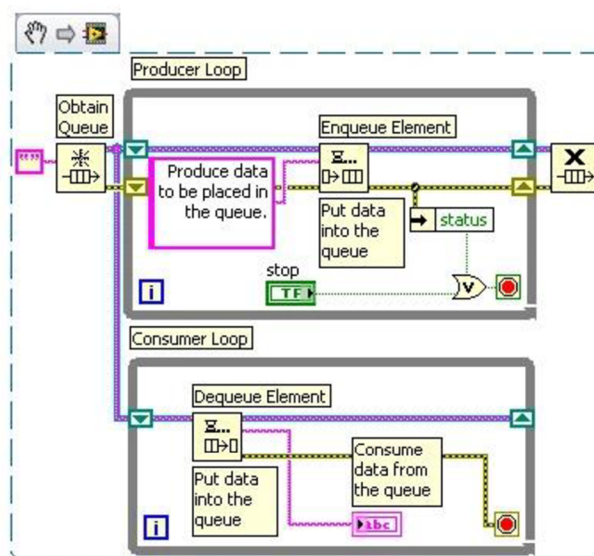 Producer Loop
Obtain
Queue
""
Enqueue Element
Produce data
to be placed in
the queue.
Put data
into the
queue
status
stop
TF
V
i
Consumer Loop
Dequeue Element
Put data
into the
queue
Consume
data from
the queue
abc
i